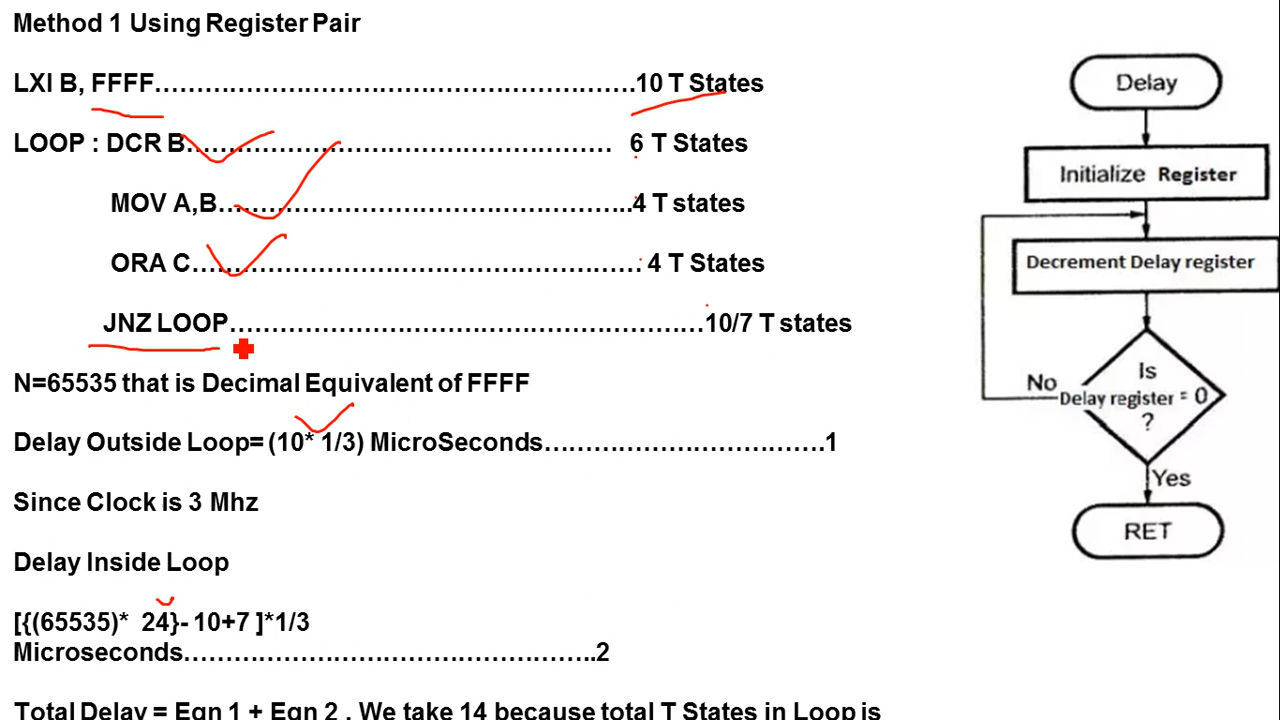 Method 1 Using Register Pair
LXI B, FFFF……………………………………………………10 T States
LOOP : DCR B…………………………………………… 6 T States
MOV A,B…………………………………………..4 T states
ORA C……………………………………………. 4 T States
JNZ LOOP…………………………………………………10/7 T states
N=65535 that is Decimal Equivalent of FFFF
Delay Outside Loop= (10* 1/3) MicroSeconds…………………………….1
Since Clock is 3 Mhz
Delay Inside Loop
[{(65535)* 24}- 10+7 ]*1/3
Microseconds…………………………………………..2
Total Delay = Eqn 1 + Eqn 2 . We take 14 because total T States in Loop is
Delay
Initialize Register
Decrement Delay register
Is
Delay register = 0
?
No
Yes
RET